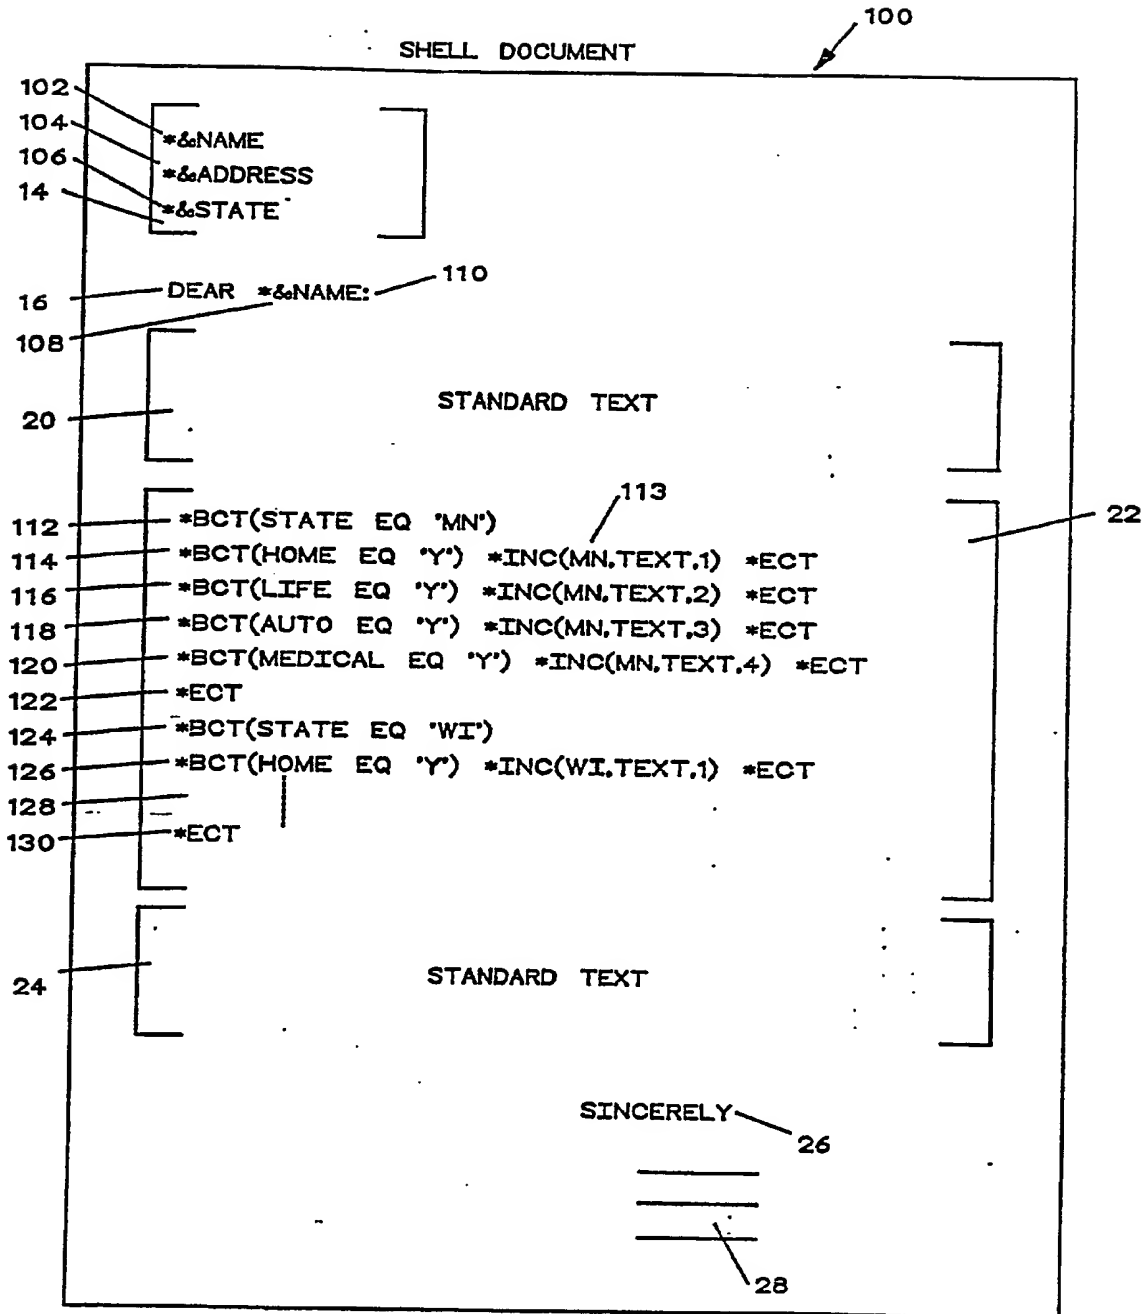 100
SHELL DOCUMENT
102
*&NAME
104
*&ADDRESS
106
*&STATE
14
110
16 DEAR *&NAME:
108
STANDARD TEXT
20
113
22
112 *BCT(STATE EQ 'MN')
114 *BCT(HOME EQ 'Y') *INC(MN.TEXT.1) *ECT
116 *BCT(LIFE EQ 'Y') *INC(MN.TEXT.2) *ECT
118 *BCT(AUTO EQ 'Y') *INC(MN.TEXT.3) *ECT
120 *BCT(MEDICAL EQ 'Y') *INC(MN.TEXT.4) *ECT
122 *ECT
124 *BCT(STATE EQ 'WI')
126 *BCT(HOME EQ 'Y') *INC(WI.TEXT.1) *ECT
128
130 *ECT
24 STANDARD TEXT
SINCERELY
26
28